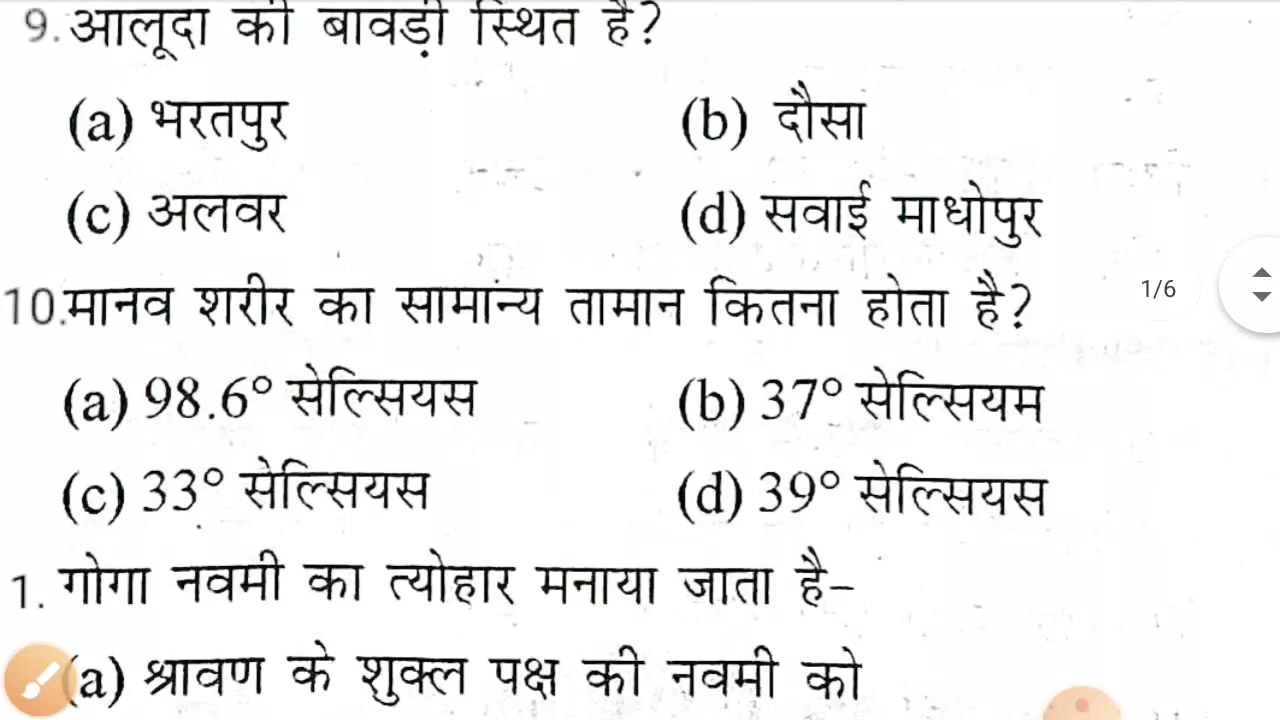 9. आलूदा की बावड़ी स्थित है?
(a) भरतपुर (b) दौसा
(c) अलवर (d) सवाई माधोपुर
10. मानव शरीर का सामान्य तामान कितना होता है?
1/6
(a) 98.6° सेल्सियस (b) 37° सेल्सियम
(c) 33° सेल्सियस (d) 39° सेल्सियस
1. गोगा नवमी का त्योहार मनाया जाता है–
(a) श्रावण के शुक्ल पक्ष की नवमी को